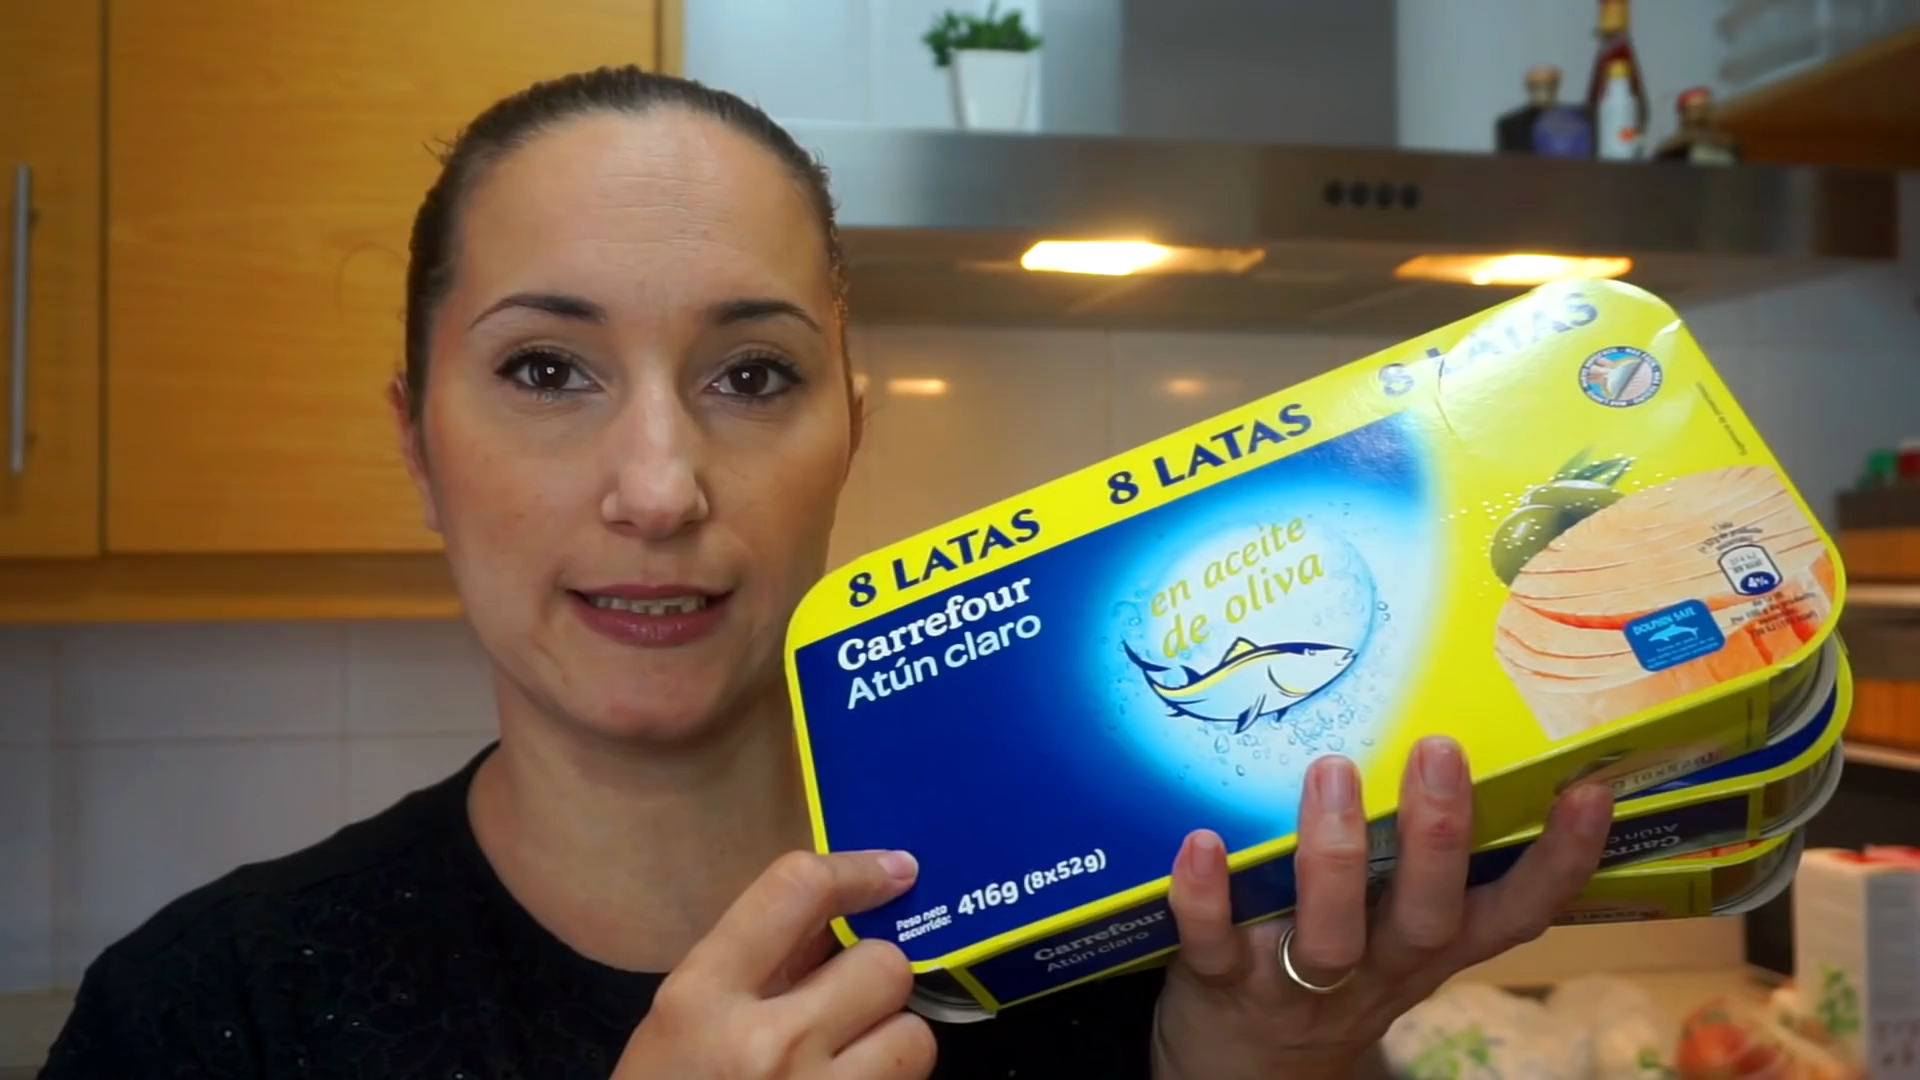 8 LATAS 8 LATAS 8 LATAS
Carrefour
Atún claro
en aceite
de oliva
DOLPHIN SAFE
4%
Peso neto
escurrido: 416g (8x52g)
Carrefour
Atún claro